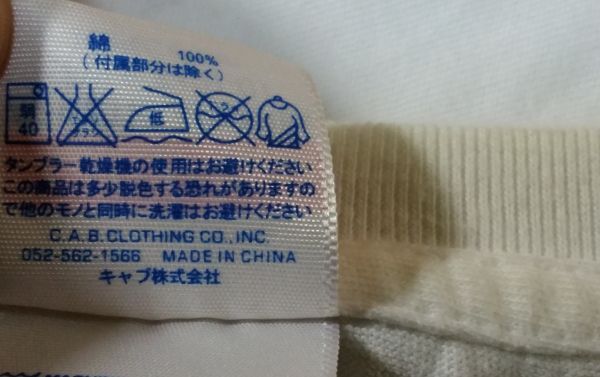 綿 100%
(付属部分は除く)
弱
40
低
タンブラー乾燥機の使用はお避けください
この商品は多少脱色する恐れがありますの
で他のモノと同時に洗濯はお避けください
C.A.B.CLOTHING CO., INC.
052-562-1566 MADE IN CHINA
キャブ株式会社